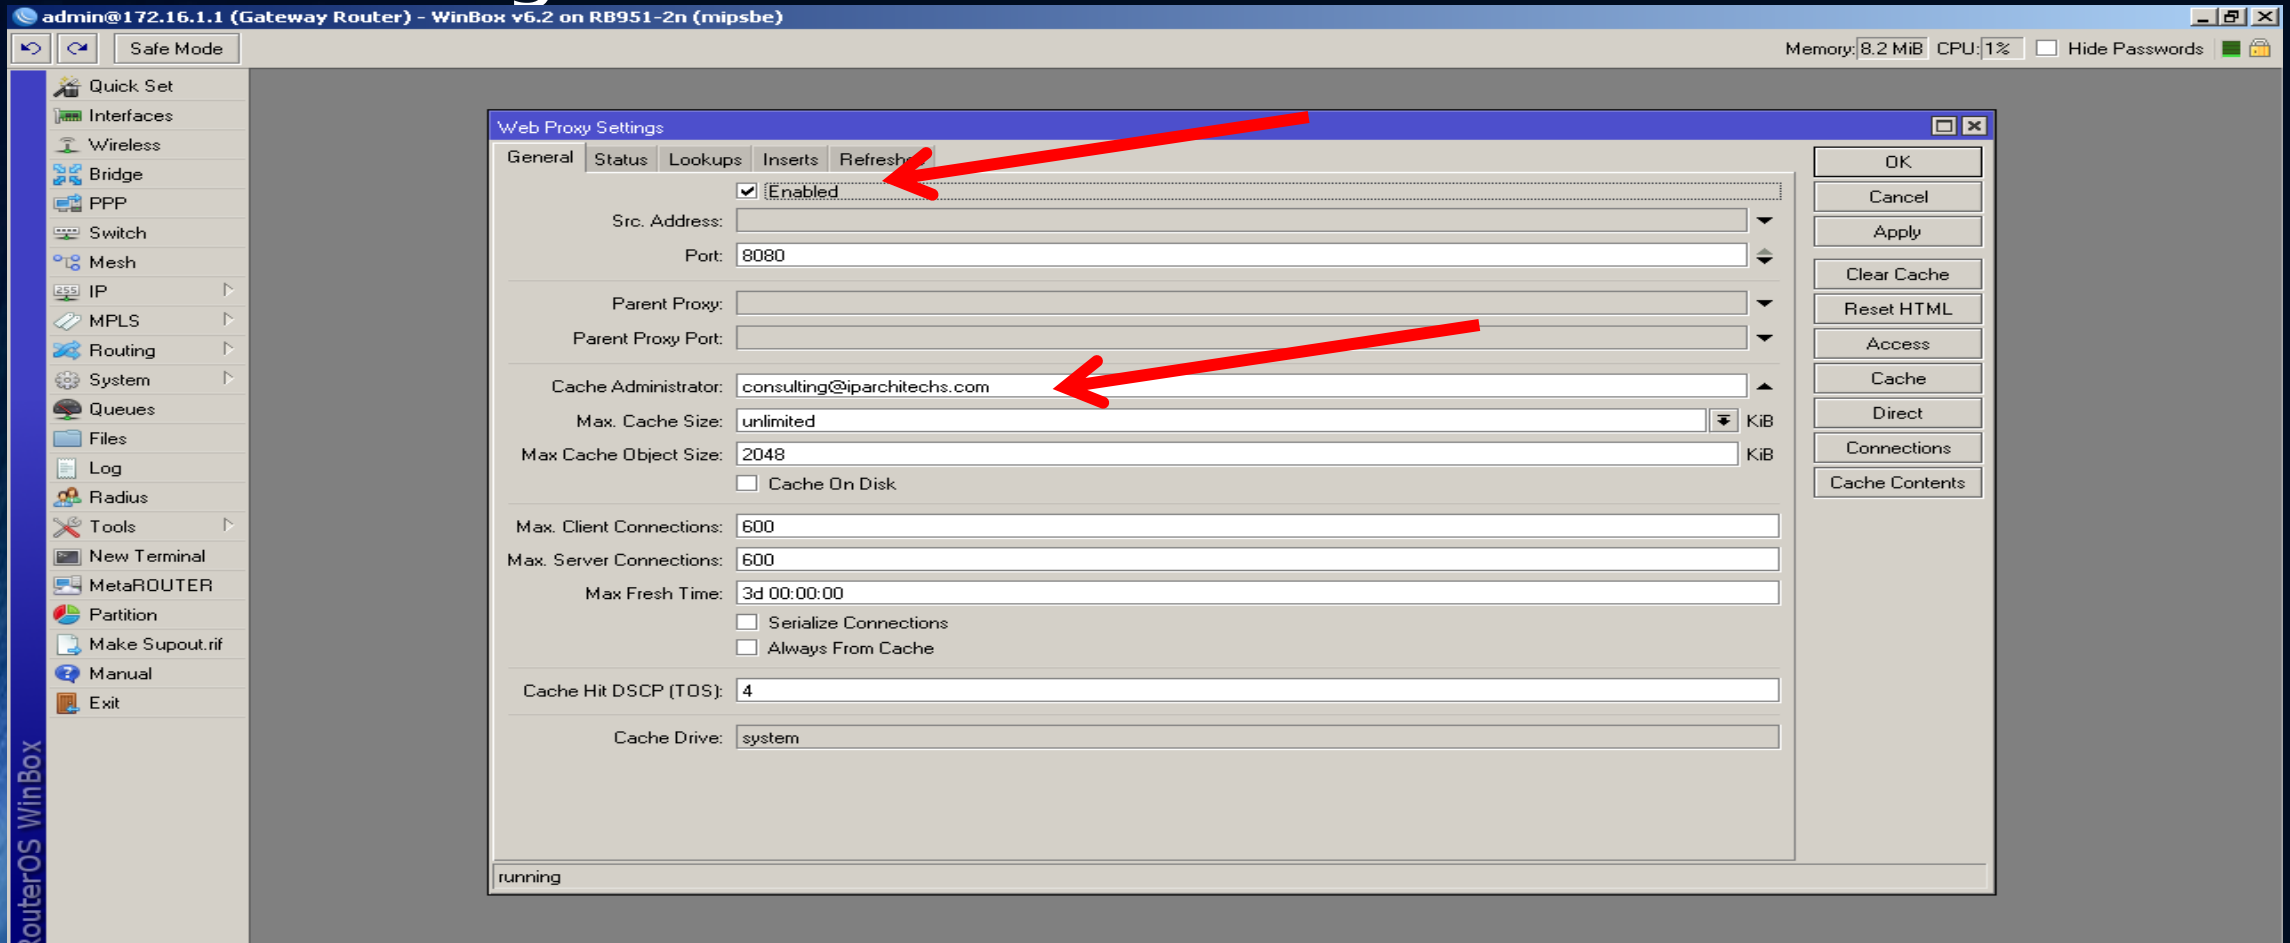 admin@172.16.1.1 (Gateway Router) - WinBox v6.2 on RB951-2n (mipsbe)
Safe Mode
Memory: 8.2 MiB CPU: 1% Hide Passwords
Quick Set
Interfaces
Wireless
Bridge
PPP
Switch
Mesh
255 IP
MPLS
Routing
System
Queues
Files
Log
Radius
Tools
New Terminal
MetaROUTER
Partition
Make Supout.rif
Manual
Exit
RouterOS WinBox
Web Proxy Settings
General Status Lookups Inserts
Enabled
Src. Address:
Port: 8080
Parent Proxy:
Parent Proxy Port:
Cache Administrator: consulting@iparchitechs.com
Max. Cache Size: unlimited KiB
Max Cache Object Size: 2048 KiB
Cache On Disk
Max. Client Connections: 600
Max. Server Connections: 600
Max Fresh Time: 3d 00:00:00
Serialize Connections
Always From Cache
Cache Hit DSCP (TOS): 4
Cache Drive: system
running
OK
Cancel
Apply
Clear Cache
Reset HTML
Access
Cache
Direct
Connections
Cache Contents